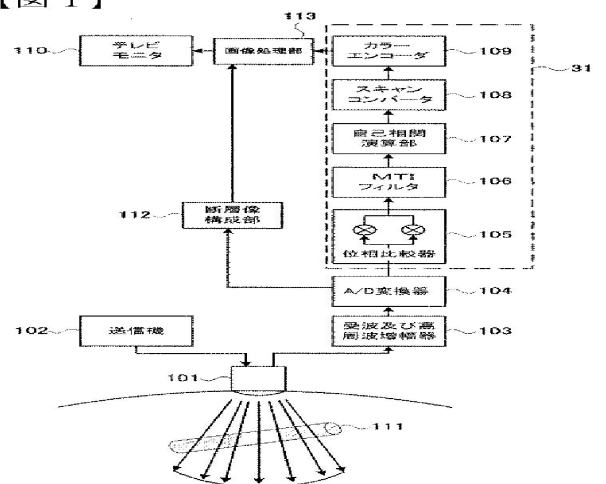 【図1】
113
110
テレビ
モニタ
画像処理部
カラー
エンコーダ
109
31
スキャン
コンバータ
108
自己相関
演算部
107
MTI
フィルタ
106
112
断層像
構成部
位相比較器
105
A/D変換器
104
102
送信機
受波及び高
周波増幅器
103
101
111